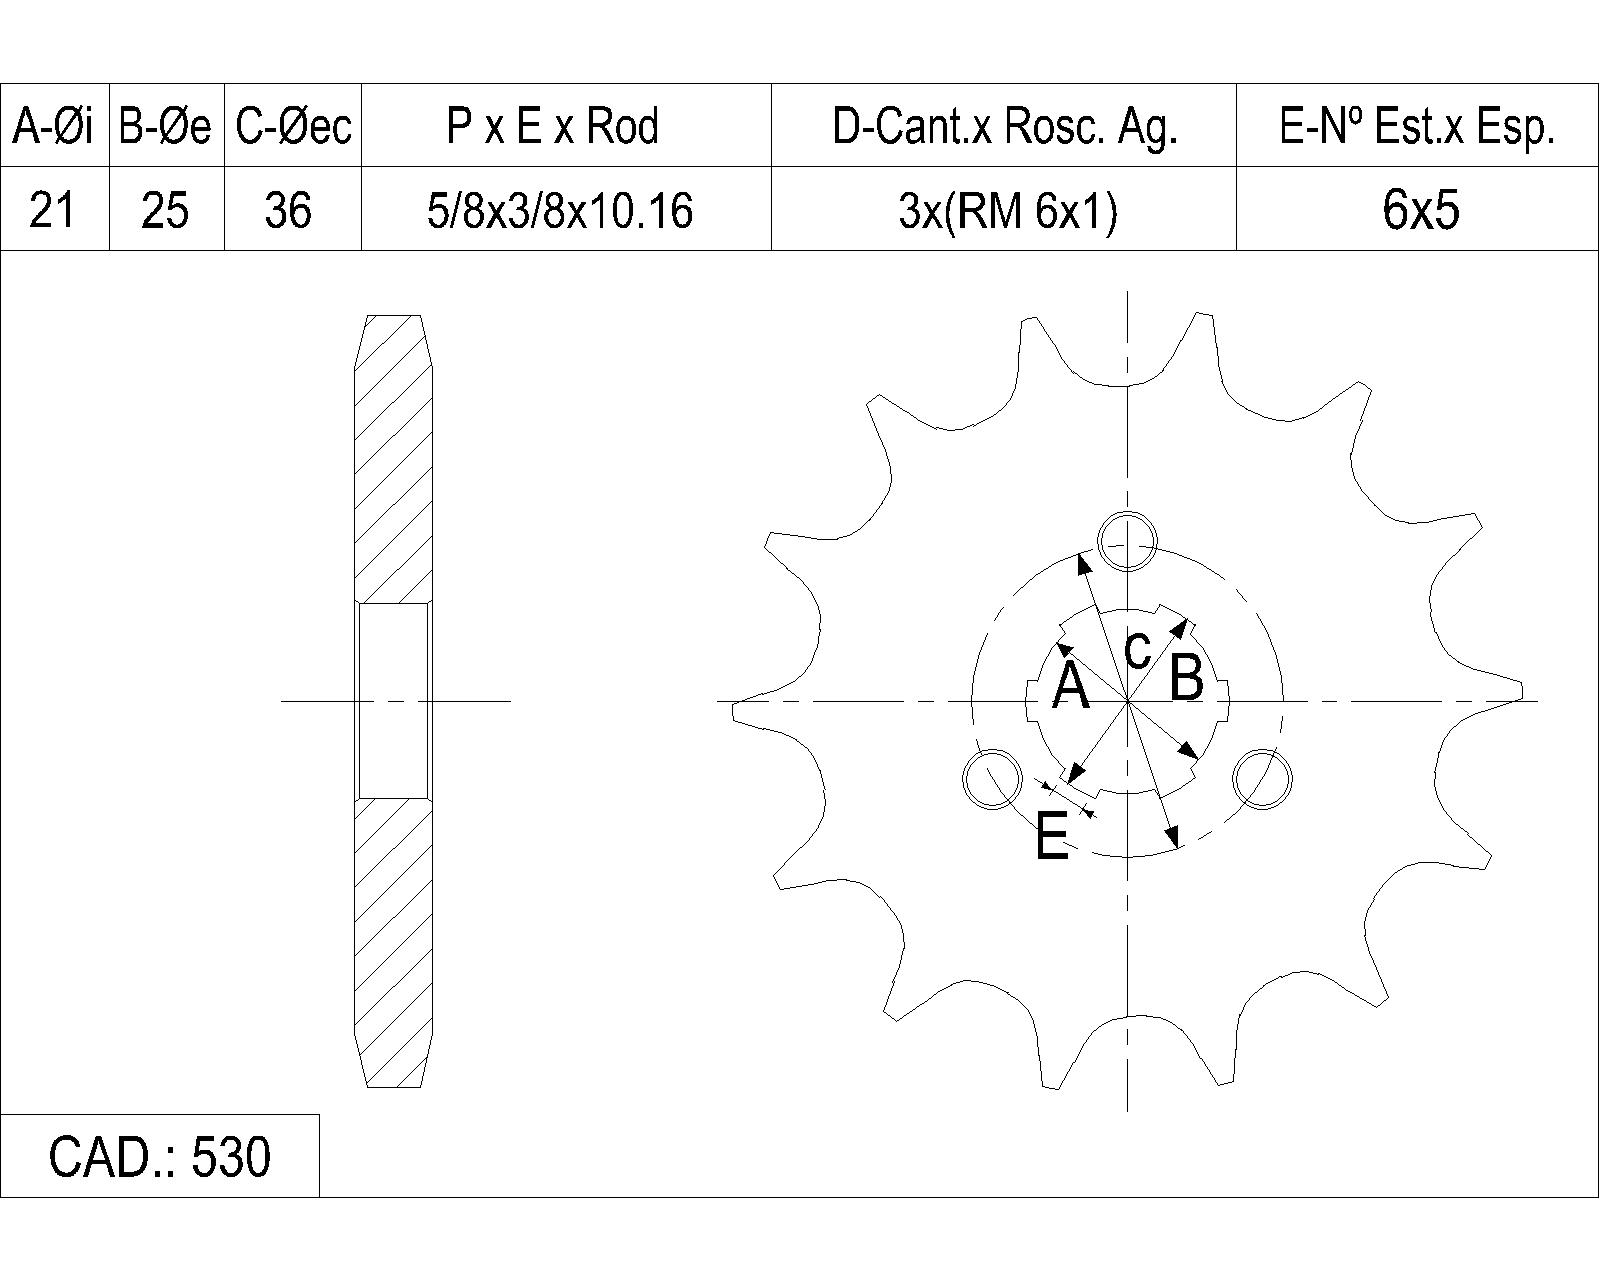 A-Øi B-Øe C-Øec P x E x Rod D-Cant.x Rosc. Ag. E-Nº Est.x Esp.
21 25 36 5/8x3/8x10.16 3x(RM 6x1) 6x5
C
A B
E
CAD.: 530